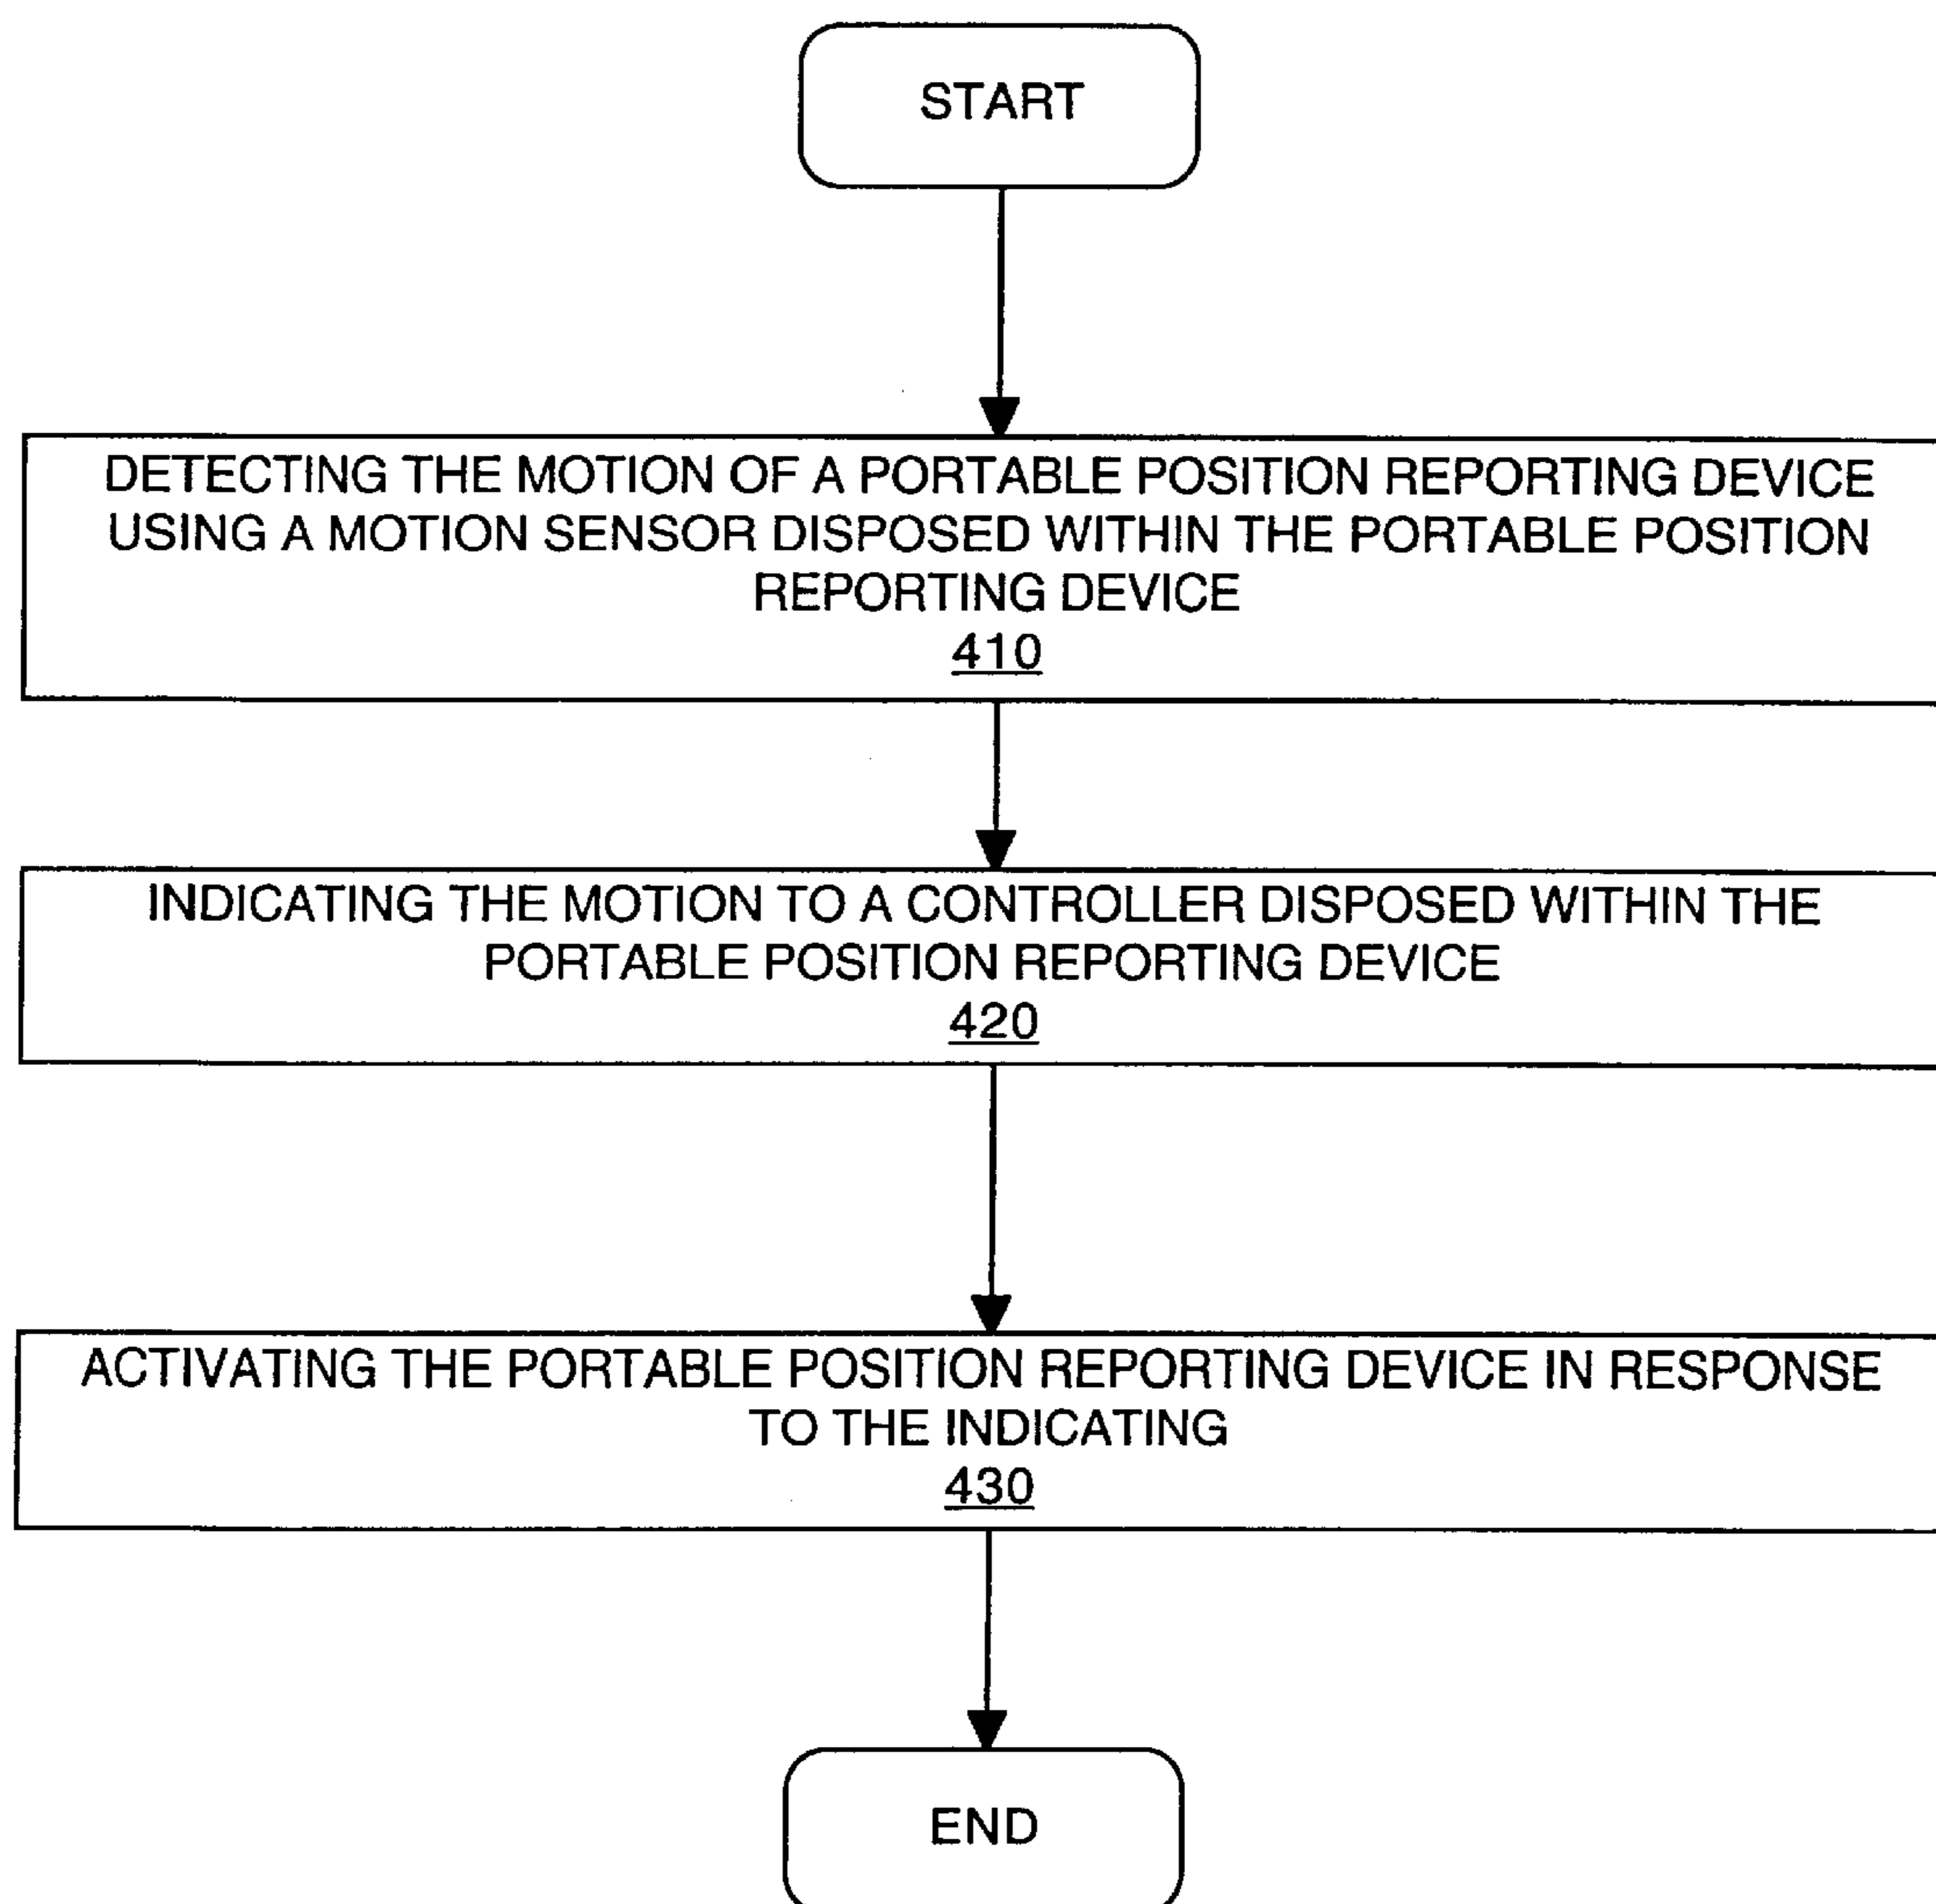 START
DETECTING THE MOTION OF A PORTABLE POSITION REPORTING DEVICE
USING A MOTION SENSOR DISPOSED WITHIN THE PORTABLE POSITION
REPORTING DEVICE
410
INDICATING THE MOTION TO A CONTROLLER DISPOSED WITHIN THE
PORTABLE POSITION REPORTING DEVICE
420
ACTIVATING THE PORTABLE POSITION REPORTING DEVICE IN RESPONSE
TO THE INDICATING
430
END